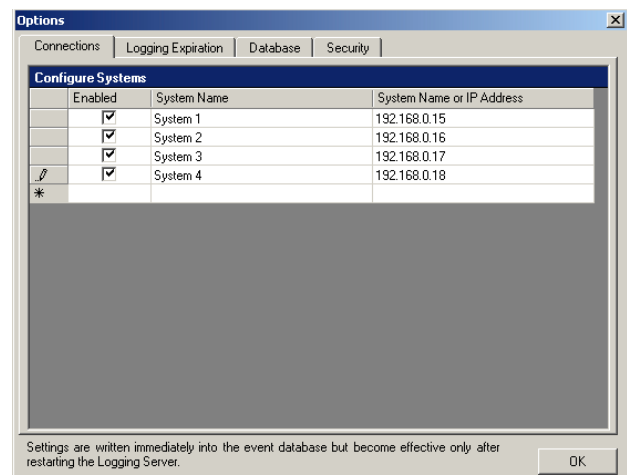 Options
Connections Logging Expiration Database Security
Configure Systems
Enabled System Name System Name or IP Address
System 1 192.168.0.15
System 2 192.168.0.16
System 3 192.168.0.17
System 4 192.168.0.18
Settings are written immediately into the event database but become effective only after
restarting the Logging Server.
OK